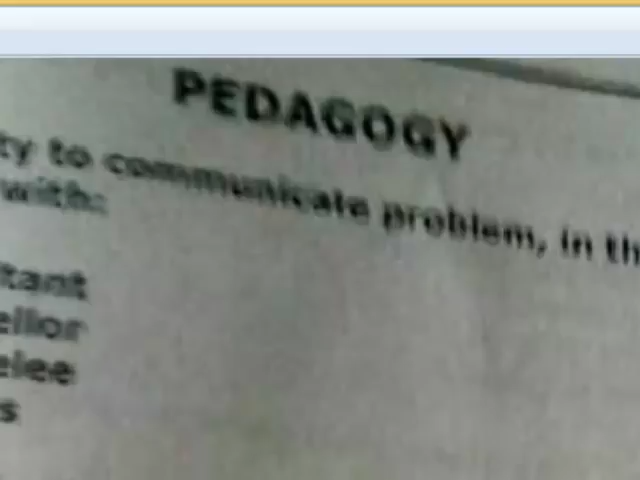 PEDAGOGY
ty to communicate problem, in th
with:
tant
ellor
elee
s